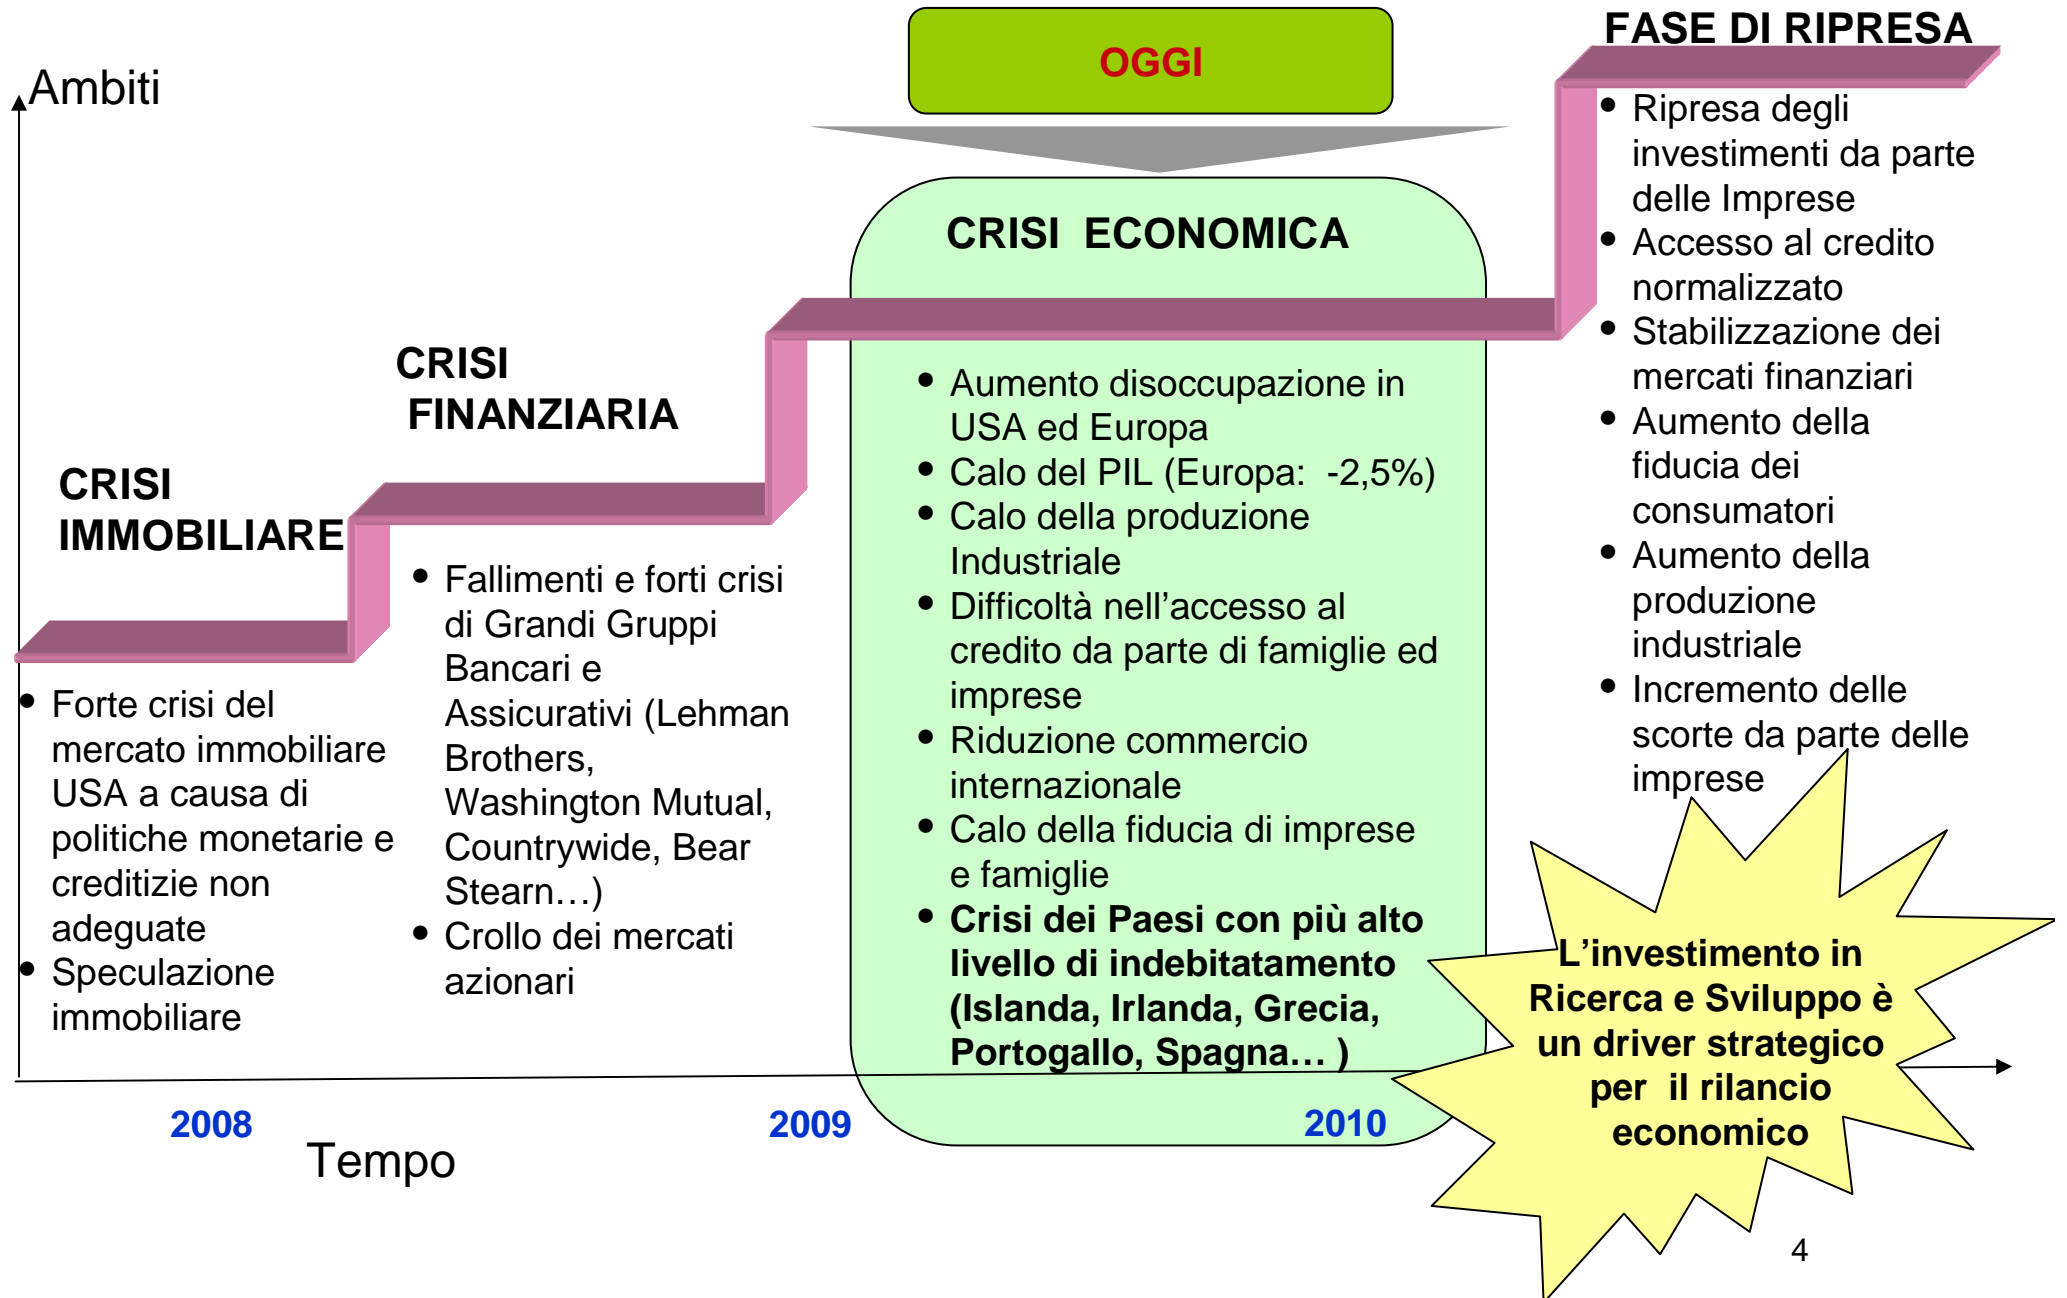 Ambiti
OGGI
FASE DI RIPRESA
CRISI
IMMOBILIARE
• Forte crisi del
mercato immobiliare
USA a causa di
politiche monetarie e
creditizie non
adeguate
• Speculazione
immobiliare
CRISI
FINANZIARIA
• Fallimenti e forti crisi
di Grandi Gruppi
Bancari e
Assicurativi (Lehman
Brothers,
Washington Mutual,
Countrywide, Bear
Stearn…)
• Crollo dei mercati
azionari
CRISI ECONOMICA
• Aumento disoccupazione in
USA ed Europa
• Calo del PIL (Europa: -2,5%)
• Calo della produzione
Industriale
• Difficoltà nell’accesso al
credito da parte di famiglie ed
imprese
• Riduzione commercio
internazionale
• Calo della fiducia di imprese
e famiglie
• Crisi dei Paesi con più alto
livello di indebitatamento
(Islanda, Irlanda, Grecia,
Portogallo, Spagna… )
• Ripresa degli
investimenti da parte
delle Imprese
• Accesso al credito
normalizzato
• Stabilizzazione dei
mercati finanziari
• Aumento della
fiducia dei
consumatori
• Aumento della
produzione
industriale
• Incremento delle
scorte da parte delle
imprese
L’investimento in
Ricerca e Sviluppo è
un driver strategico
per il rilancio
economico
2008
2009
2010
Tempo
4